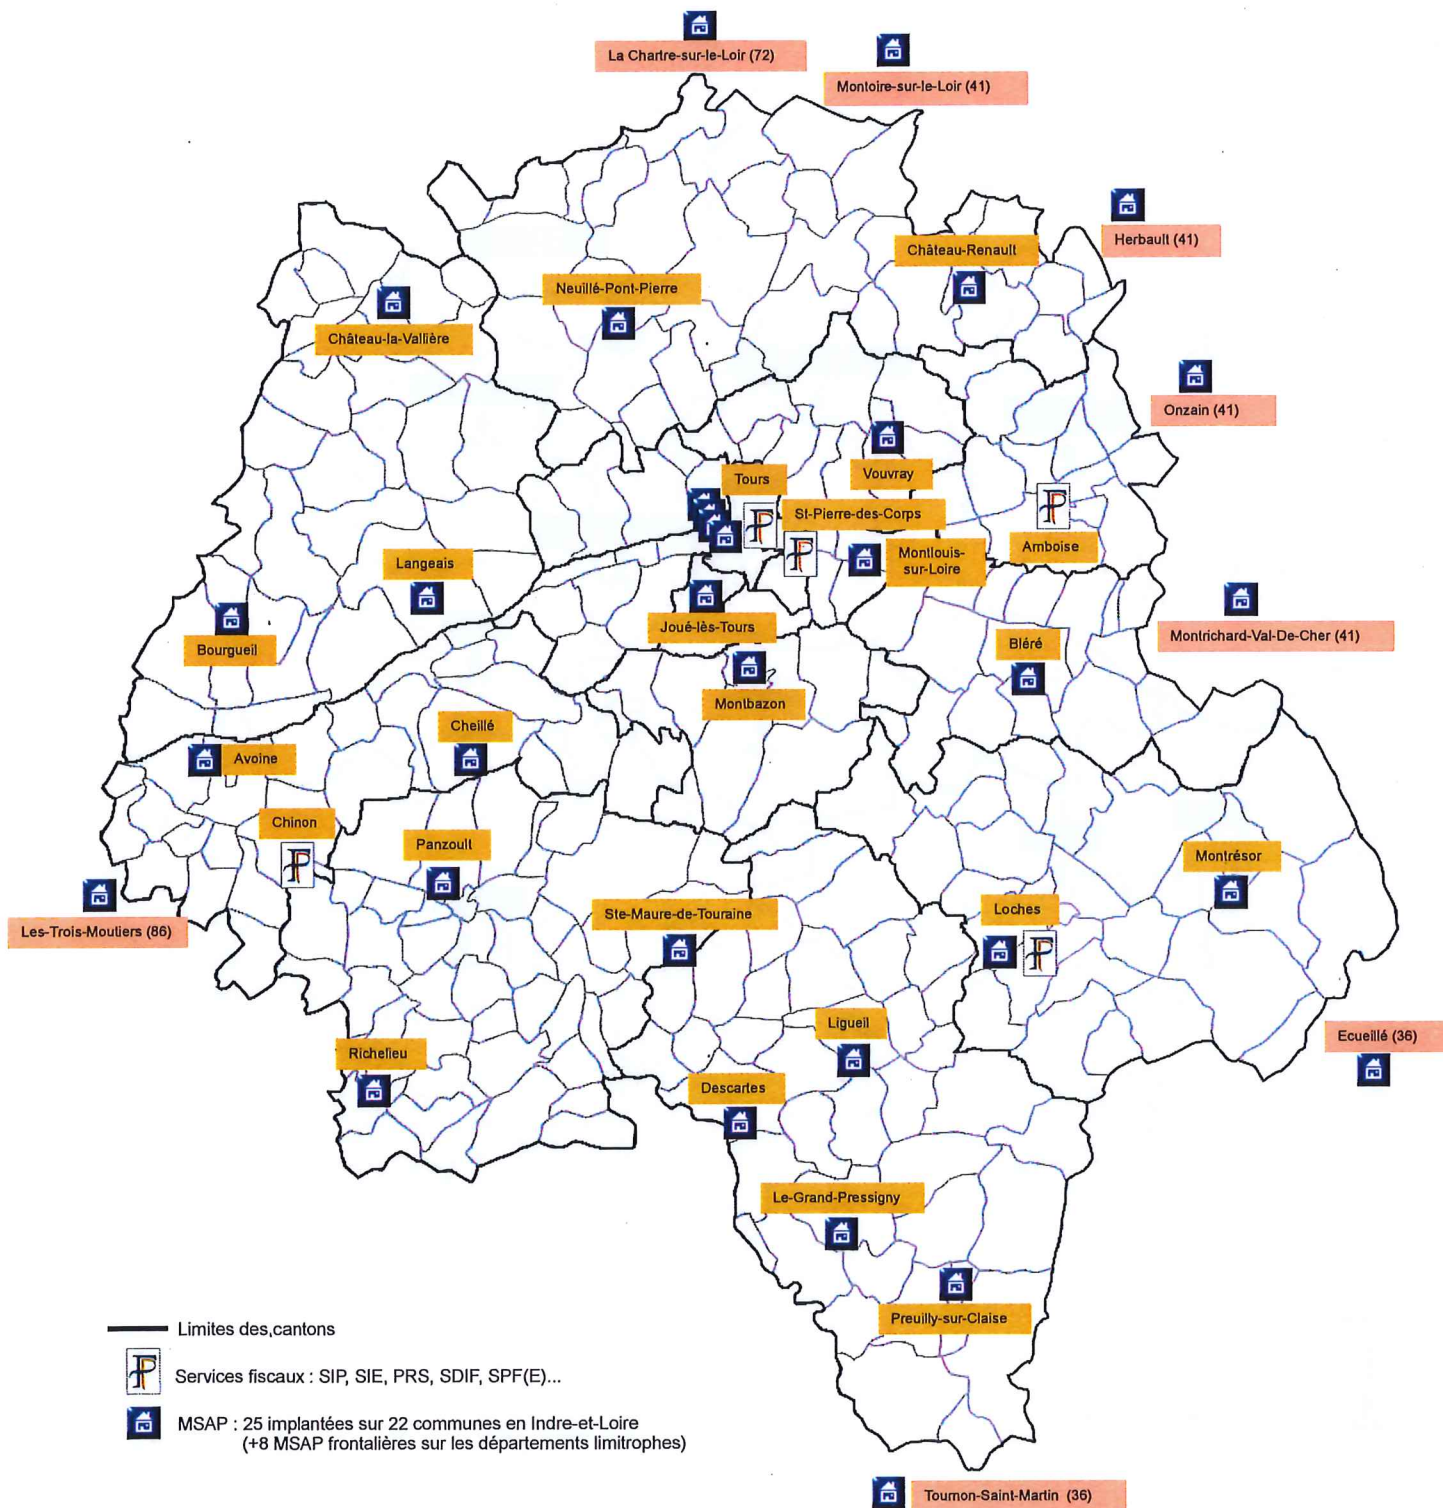 La Chartre-sur-le-Loir (72)
Montoire-sur-le-Loir (41)
Herbault (41)
Château-Renault
Neuillé-Pont-Pierre
Château-la-Vallière
Onzain (41)
Tours
Vouvray
St-Pierre-des-Corps
Amboise
Montlouis-
sur-Loire
Langeais
Joué-lès-Tours
Montrichard-Val-De-Cher (41)
Bourgueil
Bléré
Montbazon
Cheillé
Avoine
Chinon
Panzoult
Montrésor
Ste-Maure-de-Touraine
Loches
Les-Trois-Moutiers (86)
Ligueil
Ecueillé (36)
Richelieu
Descartes
Le-Grand-Pressigny
Preuilly-sur-Claise
Limites des cantons
Services fiscaux : SIP, SIE, PRS, SDIF, SPF(E)...
MSAP : 25 implantées sur 22 communes en Indre-et-Loire
(+8 MSAP frontalières sur les départements limitrophes)
Tournon-Saint-Martin (36)